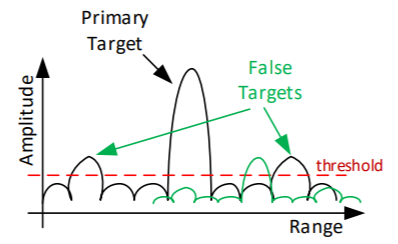 Primary
Target
False
Targets
Amplitude
threshold
Range